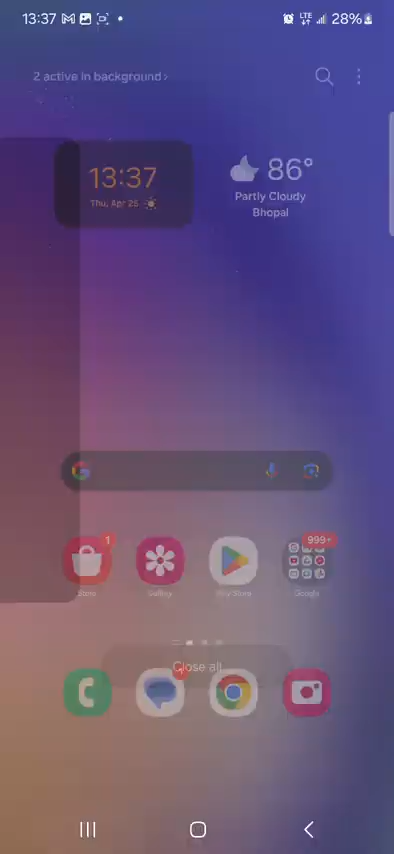 13:37 LTE 28%
2 active in background >
13:37
Thu, Apr 25
86°
Partly Cloudy
Bhopal
1
999+
Store Gallery Play Store Google
Close all